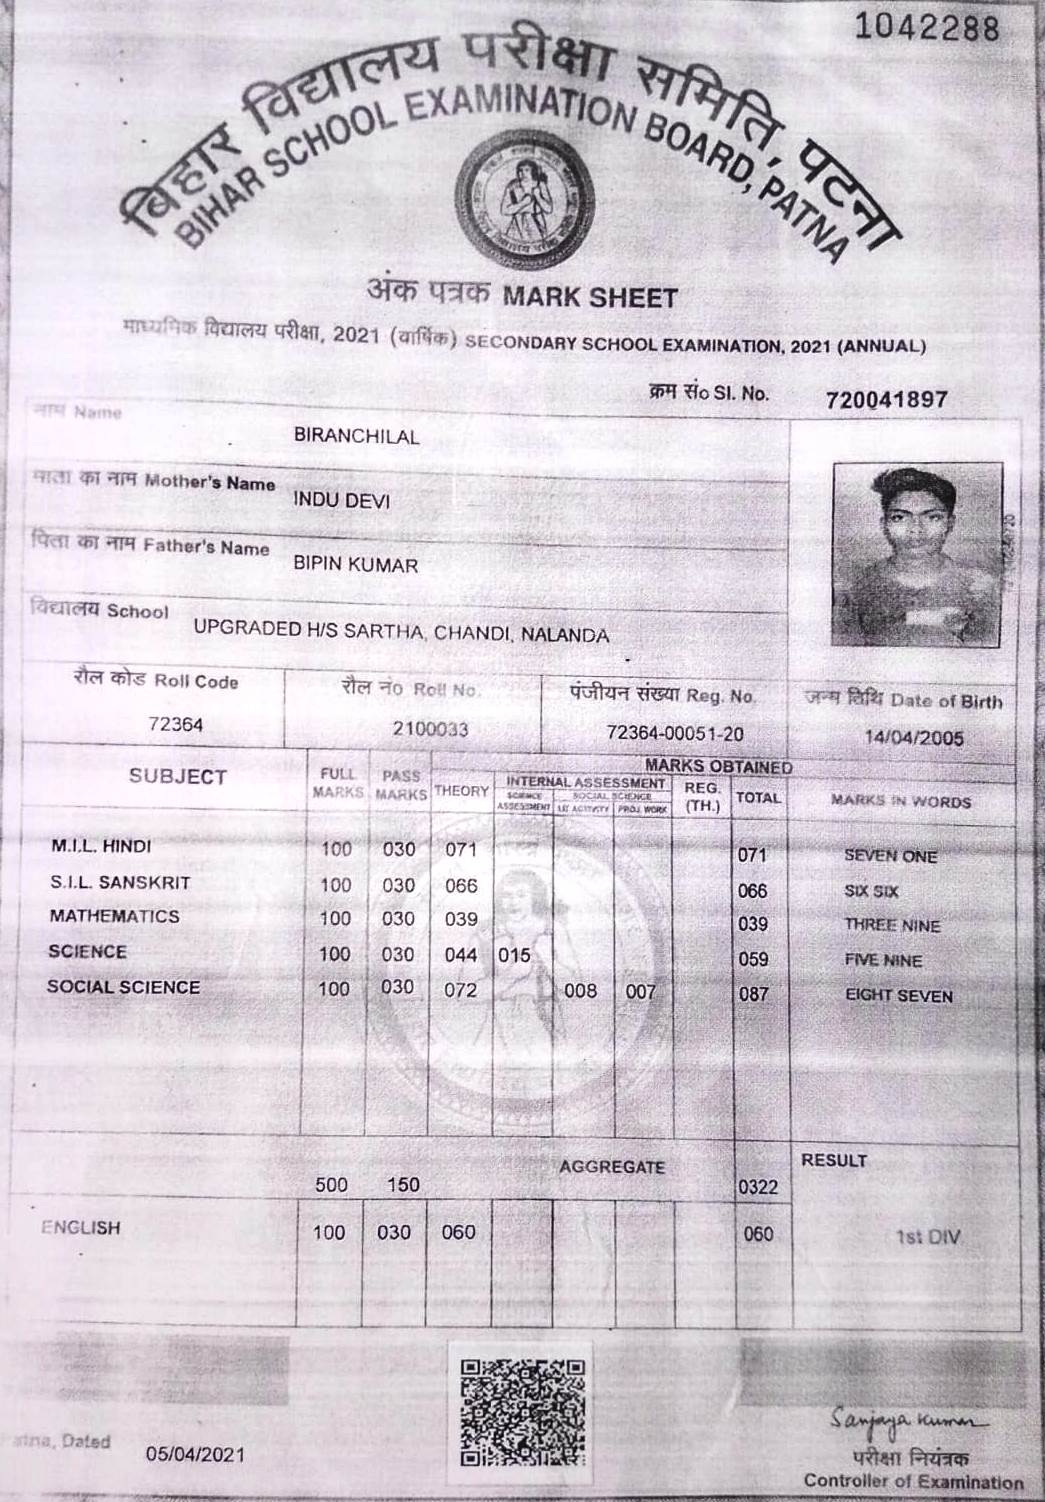 1042288
बिहार विद्यालय परीक्षा समिति, पटना
BIHAR SCHOOL EXAMINATION BOARD, PATNA
अंक पत्रक MARK SHEET
माध्यमिक विद्यालय परीक्षा, 2021 (वार्षिक) SECONDARY SCHOOL EXAMINATION, 2021 (ANNUAL)
क्रम सं० Sl. No. 720041897
नाम Name BIRANCHILAL
माता का नाम Mother's Name INDU DEVI
पिता का नाम Father's Name BIPIN KUMAR
विद्यालय School UPGRADED H/S SARTHA, CHANDI, NALANDA
रौल कोड Roll Code रौल नं० Roll No. पंजीयन संख्या Reg. No. जन्म तिथि Date of Birth
72364 2100033 72364-00051-20 14/04/2005
SUBJECT FULL MARKS PASS MARKS THEORY MARKS OBTAINED
INTERNAL ASSESSMENT REG. (TH.) TOTAL MARKS IN WORDS
SCIENCE ASSESSMENT SOCIAL SCIENCE LIT ACTIVITY PROJ. WORK
M.I.L. HINDI 100 030 071 071 SEVEN ONE
S.I.L. SANSKRIT 100 030 066 066 SIX SIX
MATHEMATICS 100 030 039 039 THREE NINE
SCIENCE 100 030 044 015 059 FIVE NINE
SOCIAL SCIENCE 100 030 072 008 007 087 EIGHT SEVEN
AGGREGATE RESULT
500 150 0322
ENGLISH 100 030 060 060 1st DIV.
Sanjaya Kumar
atna, Dated 05/04/2021
परीक्षा नियंत्रक
Controller of Examination